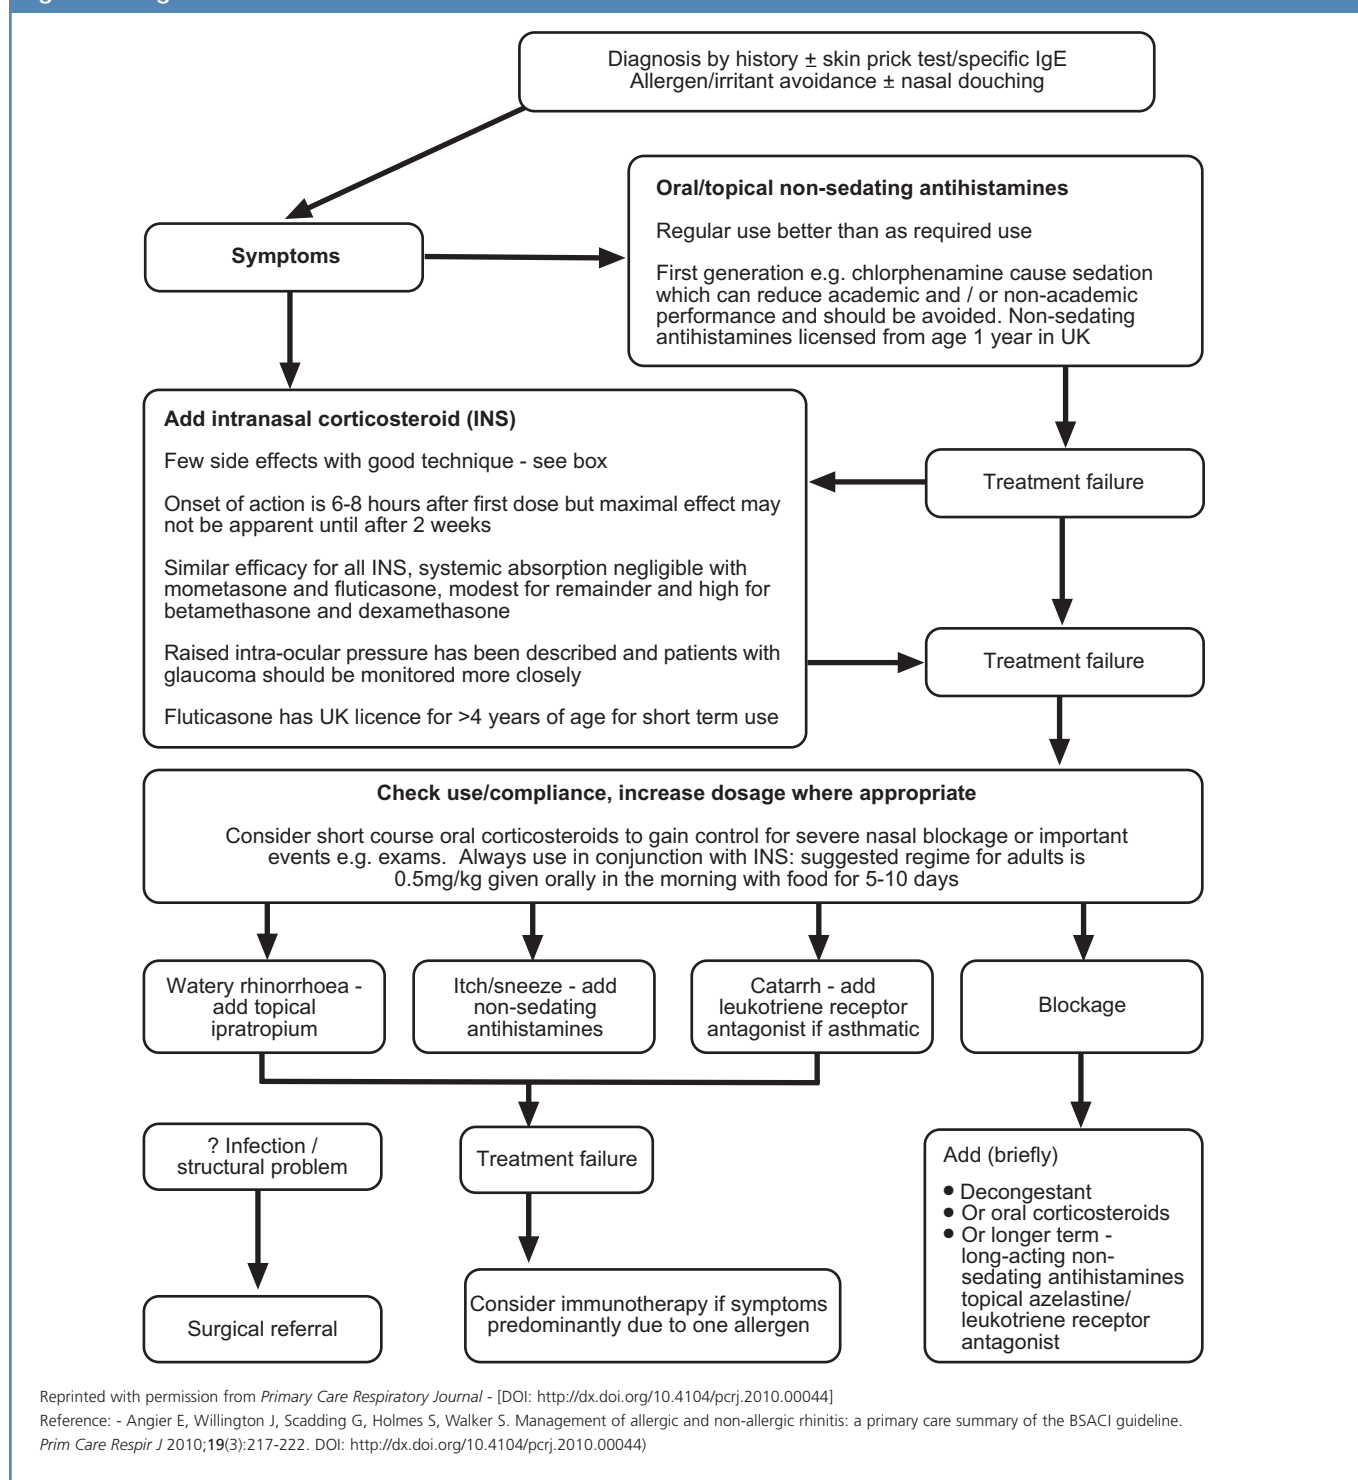 Diagnosis by history ± skin prick test/specific IgE
Allergen/irritant avoidance ± nasal douching
Symptoms
Oral/topical non-sedating antihistamines
Regular use better than as required use
First generation e.g. chlorphenamine cause sedation
which can reduce academic and / or non-academic
performance and should be avoided. Non-sedating
antihistamines licensed from age 1 year in UK
Add intranasal corticosteroid (INS)
Few side effects with good technique - see box
Onset of action is 6-8 hours after first dose but maximal effect may
not be apparent until after 2 weeks
Similar efficacy for all INS, systemic absorption negligible with
mometasone and fluticasone, modest for remainder and high for
betamethasone and dexamethasone
Raised intra-ocular pressure has been described and patients with
glaucoma should be monitored more closely
Fluticasone has UK licence for >4 years of age for short term use
Treatment failure
Treatment failure
Check use/compliance, increase dosage where appropriate
Consider short course oral corticosteroids to gain control for severe nasal blockage or important
events e.g. exams. Always use in conjunction with INS: suggested regime for adults is
0.5mg/kg given orally in the morning with food for 5-10 days
Watery rhinorrhoea -
add topical
ipratropium
Itch/sneeze - add
non-sedating
antihistamines
Catarrh - add
leukotriene receptor
antagonist if asthmatic
Blockage
? Infection /
structural problem
Treatment failure
Add (briefly)
● Decongestant
● Or oral corticosteroids
● Or longer term -
long-acting non-
sedating antihistamines
topical azelastine/
leukotriene receptor
antagonist
Surgical referral
Consider immunotherapy if symptoms
predominantly due to one allergen
Reprinted with permission from Primary Care Respiratory Journal - [DOI: http://dx.doi.org/10.4104/pcrj.2010.00044]
Reference: - Angier E, Willington J, Scadding G, Holmes S, Walker S. Management of allergic and non-allergic rhinitis: a primary care summary of the BSACI guideline.
Prim Care Respir J 2010;19(3):217-222. DOI: http://dx.doi.org/10.4104/pcrj.2010.00044)